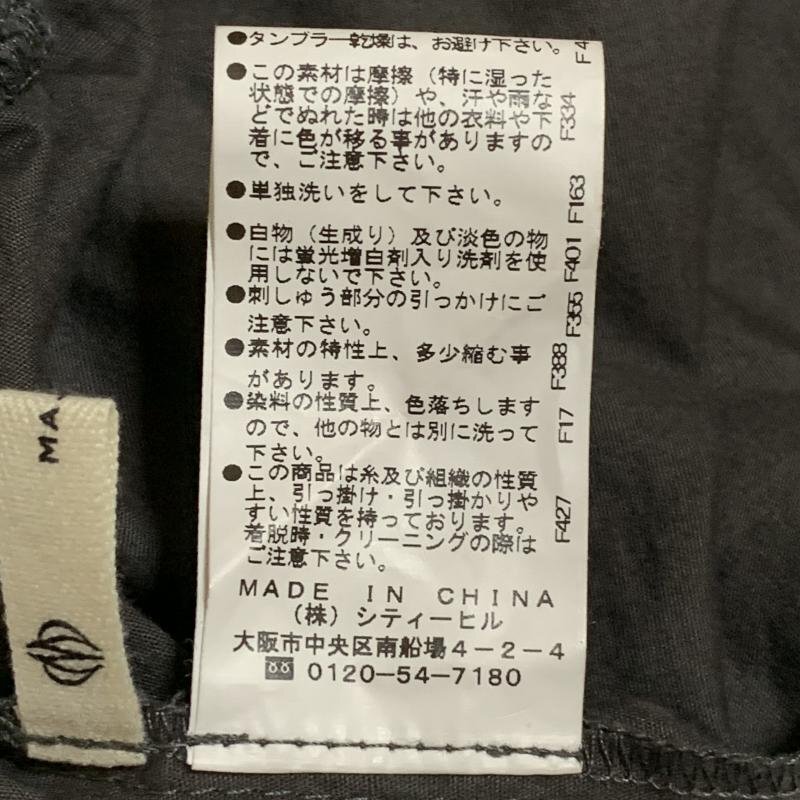 ●タンブラー乾燥は、お避け下さい。 F4
●この素材は摩擦（特に湿った
状態での摩擦）や、汗や雨な
どでぬれた時は他の衣料や下
着に色が移る事がありますの
で、ご注意下さい。
F334
●単独洗いをして下さい。
F163
●白物（生成り）及び淡色の物
には蛍光増白剤入り洗剤を使
用しないで下さい。
F401
●刺しゅう部分の引っかけにご
注意下さい。
F355
●素材の特性上、多少縮む事
があります。
F388
●染料の性質上、色落ちします
ので、他の物とは別に洗って
下さい。
F17
●この商品は糸及び組織の性質
上、引っ掛け・引っ掛かりや
すい性質を持っております。
着脱時・クリーニングの際は
ご注意下さい。
F427
MADE IN CHINA
（株）シティーヒル
大阪市中央区南船場4-2-4
0120-54-7180
MA